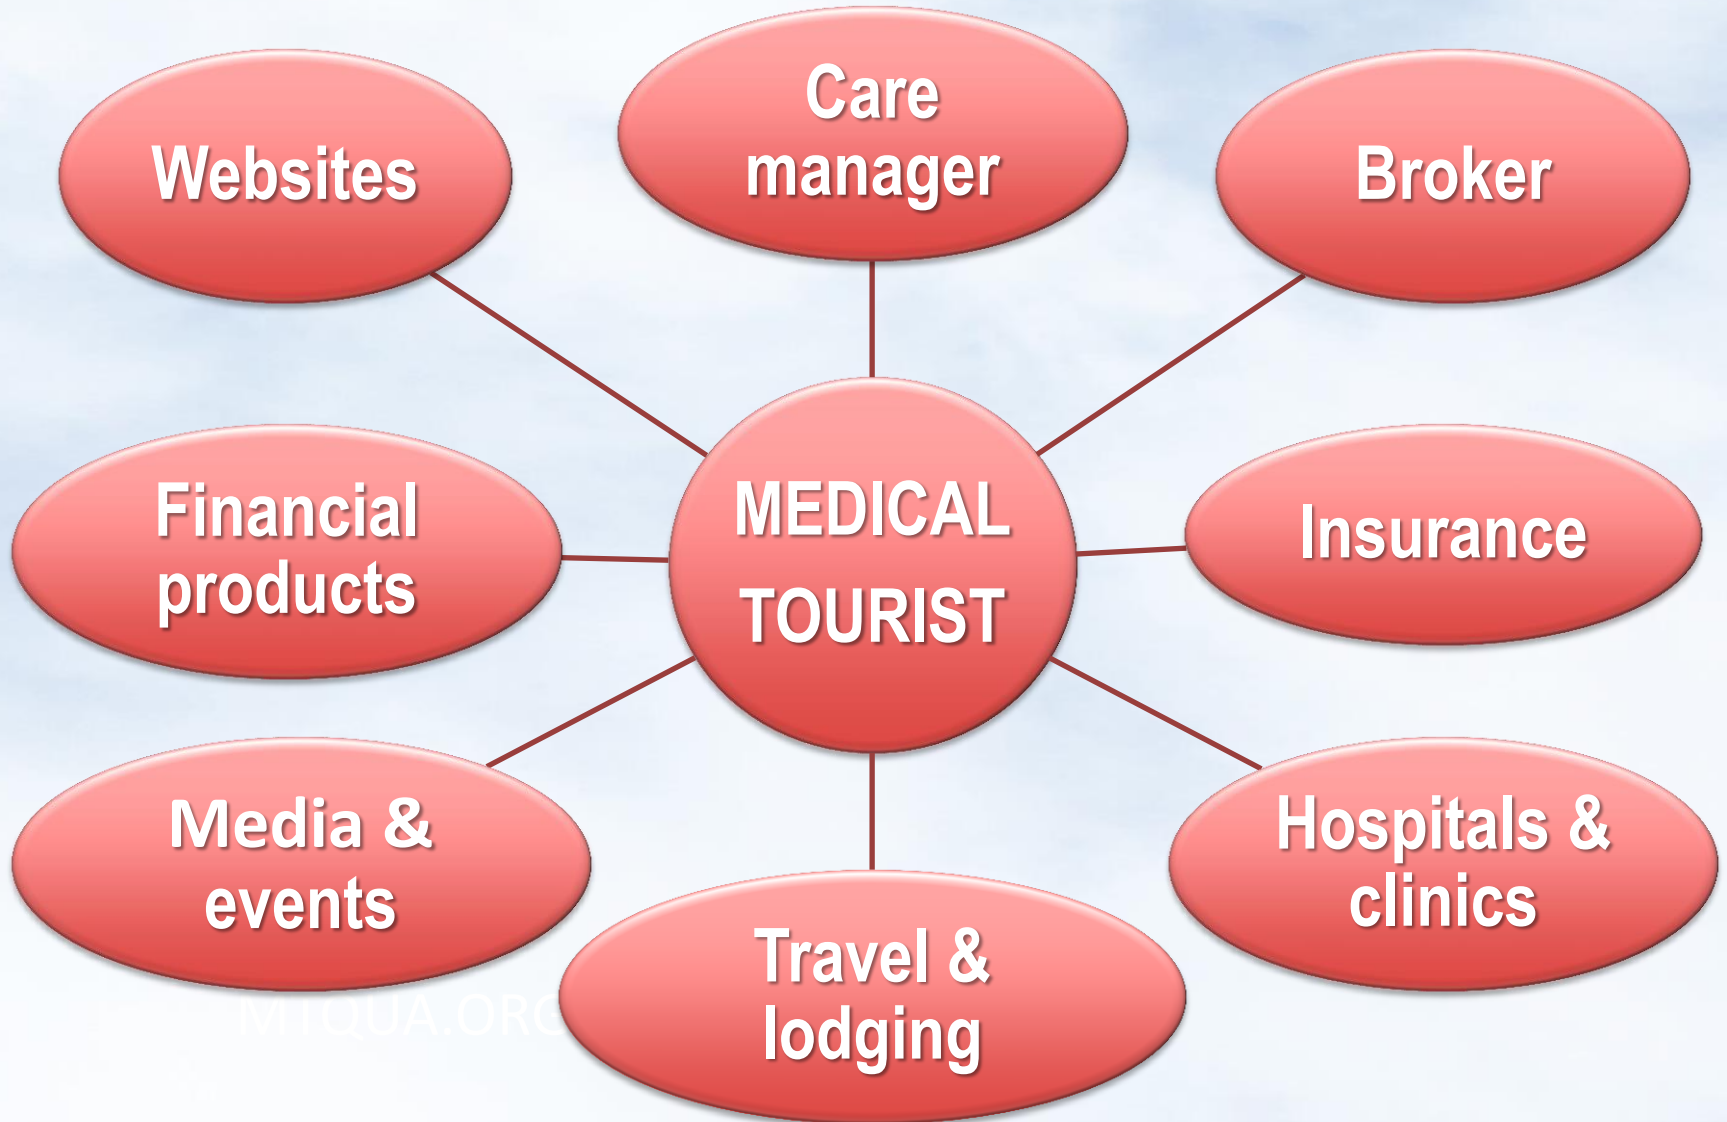 Care
manager
Websites
Broker
MEDICAL
TOURIST
Financial
products
Insurance
Media &
events
Hospitals &
clinics
Travel &
lodging
MTQUA.ORG